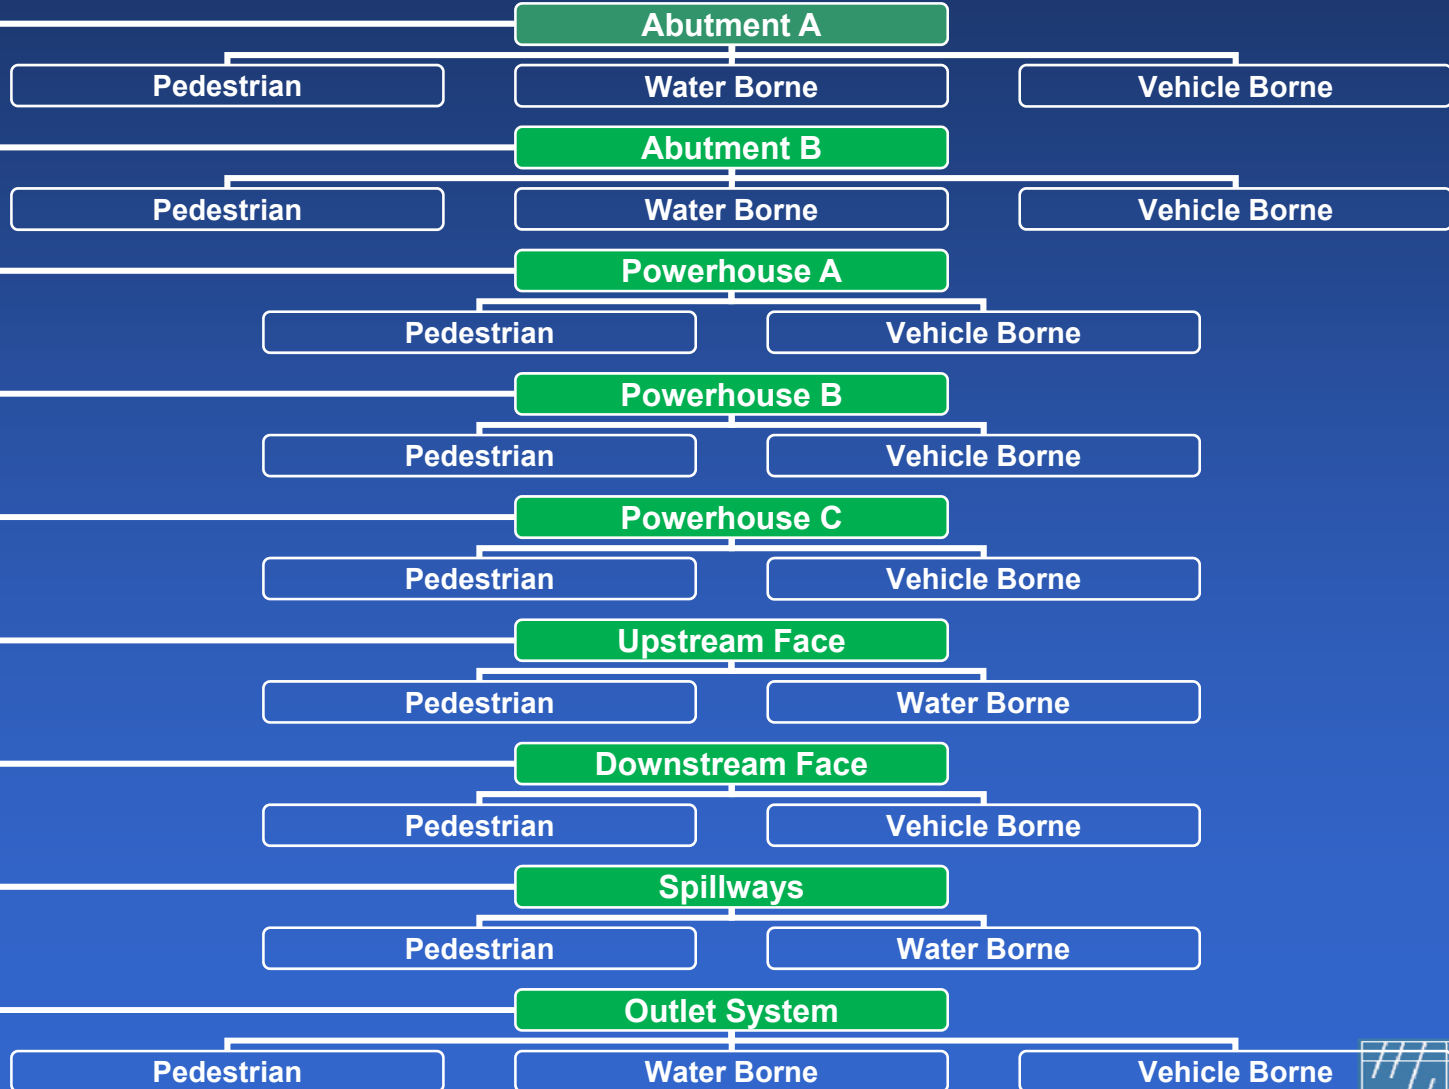 Abutment A
Pedestrian Water Borne Vehicle Borne
Abutment B
Pedestrian Water Borne Vehicle Borne
Powerhouse A
Pedestrian Vehicle Borne
Powerhouse B
Pedestrian Vehicle Borne
Powerhouse C
Pedestrian Vehicle Borne
Upstream Face
Pedestrian Water Borne
Downstream Face
Pedestrian Vehicle Borne
Spillways
Pedestrian Water Borne
Outlet System
Pedestrian Water Borne Vehicle Borne